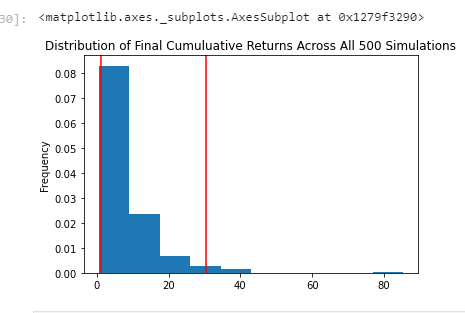 30]: <matplotlib.axes._subplots.AxesSubplot at 0x1279f3290>
Distribution of Final Cumuluative Returns Across All 500 Simulations
0.08
0.07
0.06
0.05
0.04
0.03
0.02
0.01
0.00
Frequency
0 20 40 60 80